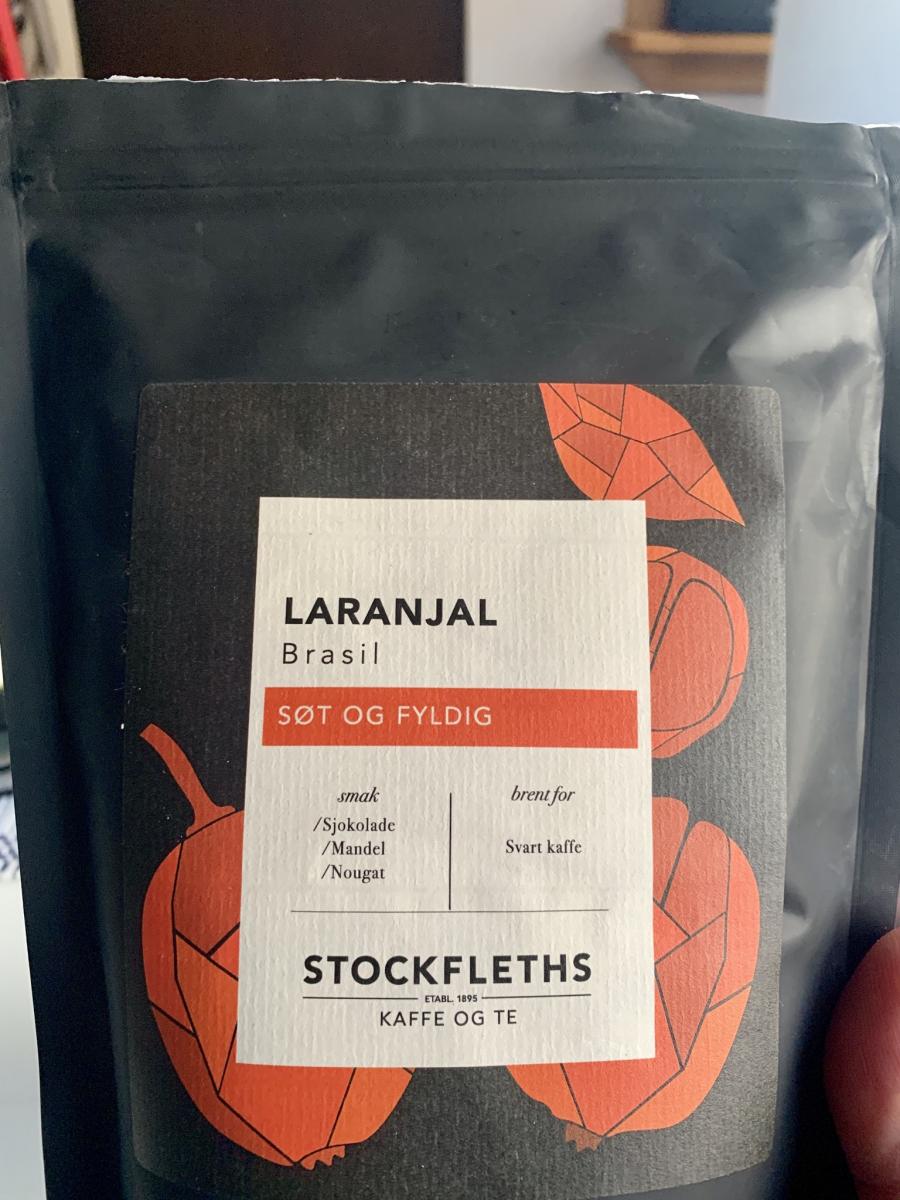 LARANJAL
Brasil
SØT OG FYLDIG
smak
/Sjokolade
/Mandel
/Nougat
brent for
Svart kaffe
STOCKFLETHS
ETABL. 1895
KAFFE OG TE